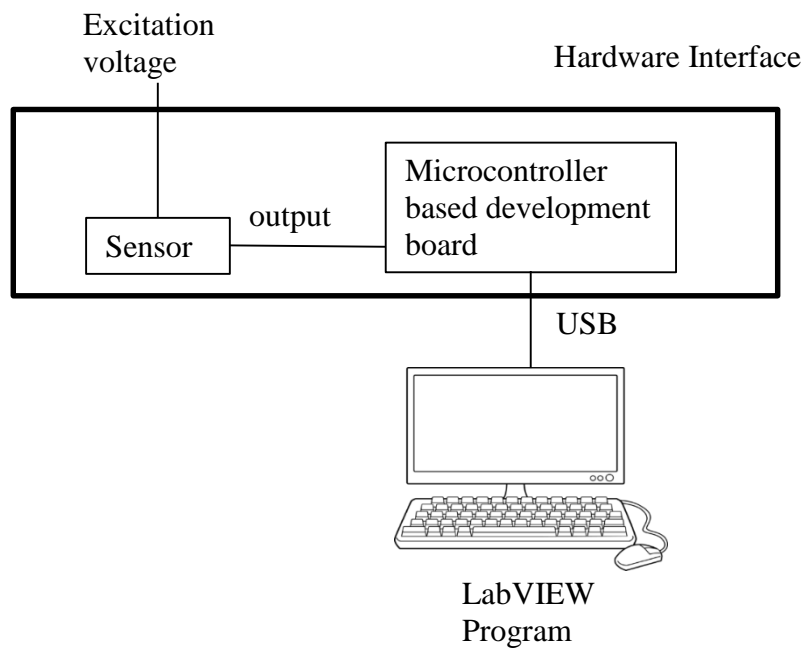 Excitation
voltage
Hardware Interface
Microcontroller
based development
board
output
Sensor
USB
LabVIEW
Program